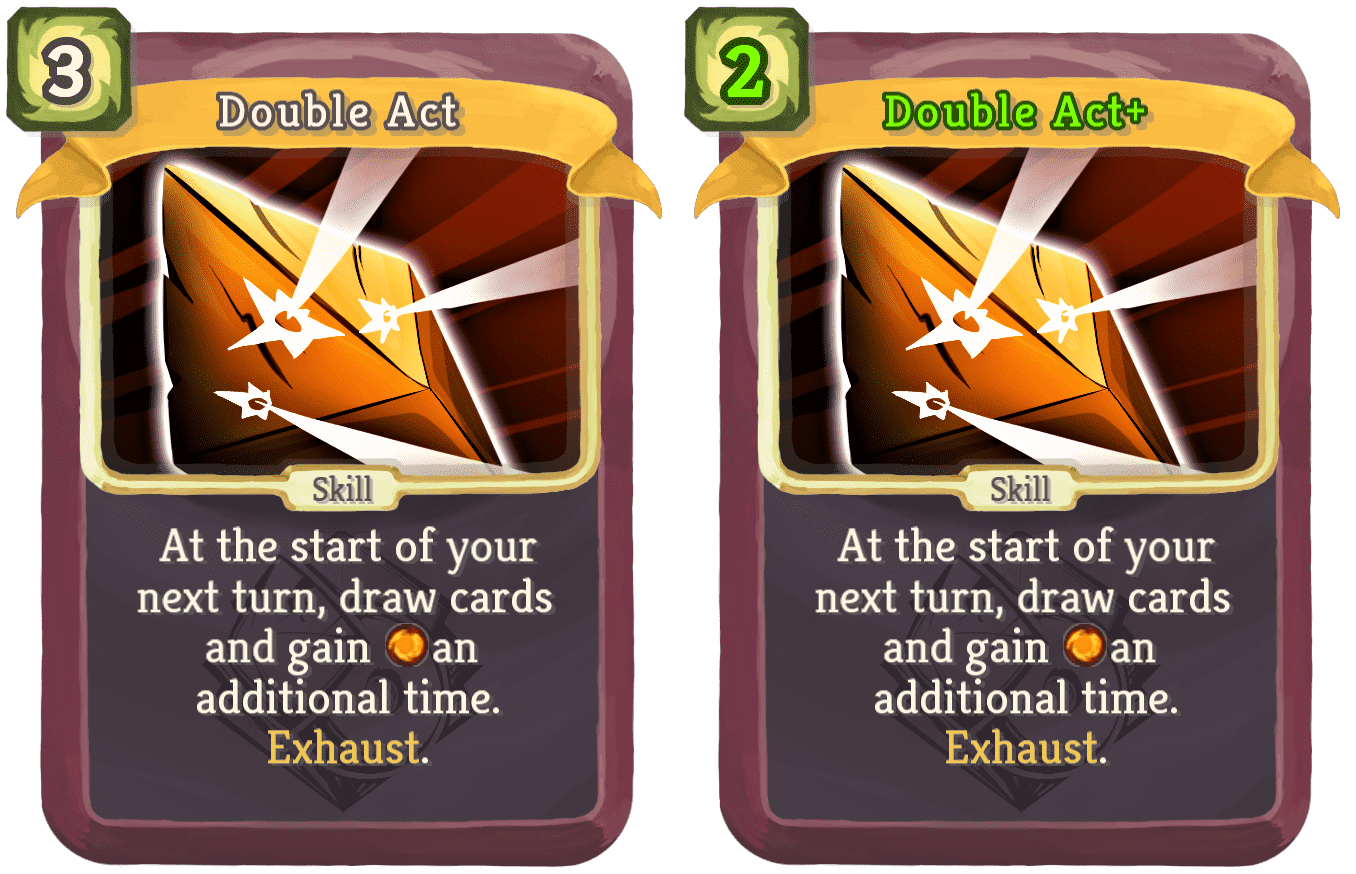 3
Double Act
Skill
At the start of your
next turn, draw cards
and gain an
additional time.
Exhaust.
2
Double Act+
Skill
At the start of your
next turn, draw cards
and gain an
additional time.
Exhaust.